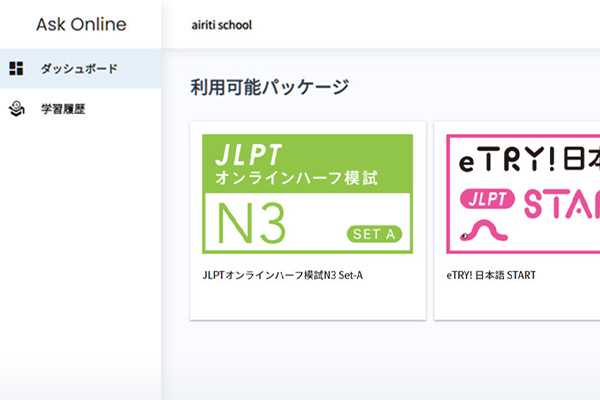 Ask Online
airiti school
ダッシュボード
学習履歴
利用可能パッケージ
JLPT
オンラインハーフ模試
N3
SET A
JLPTオンラインハーフ模試N3 Set-A
eTRY!日
JLPT
STA
eTRY! 日本語 START